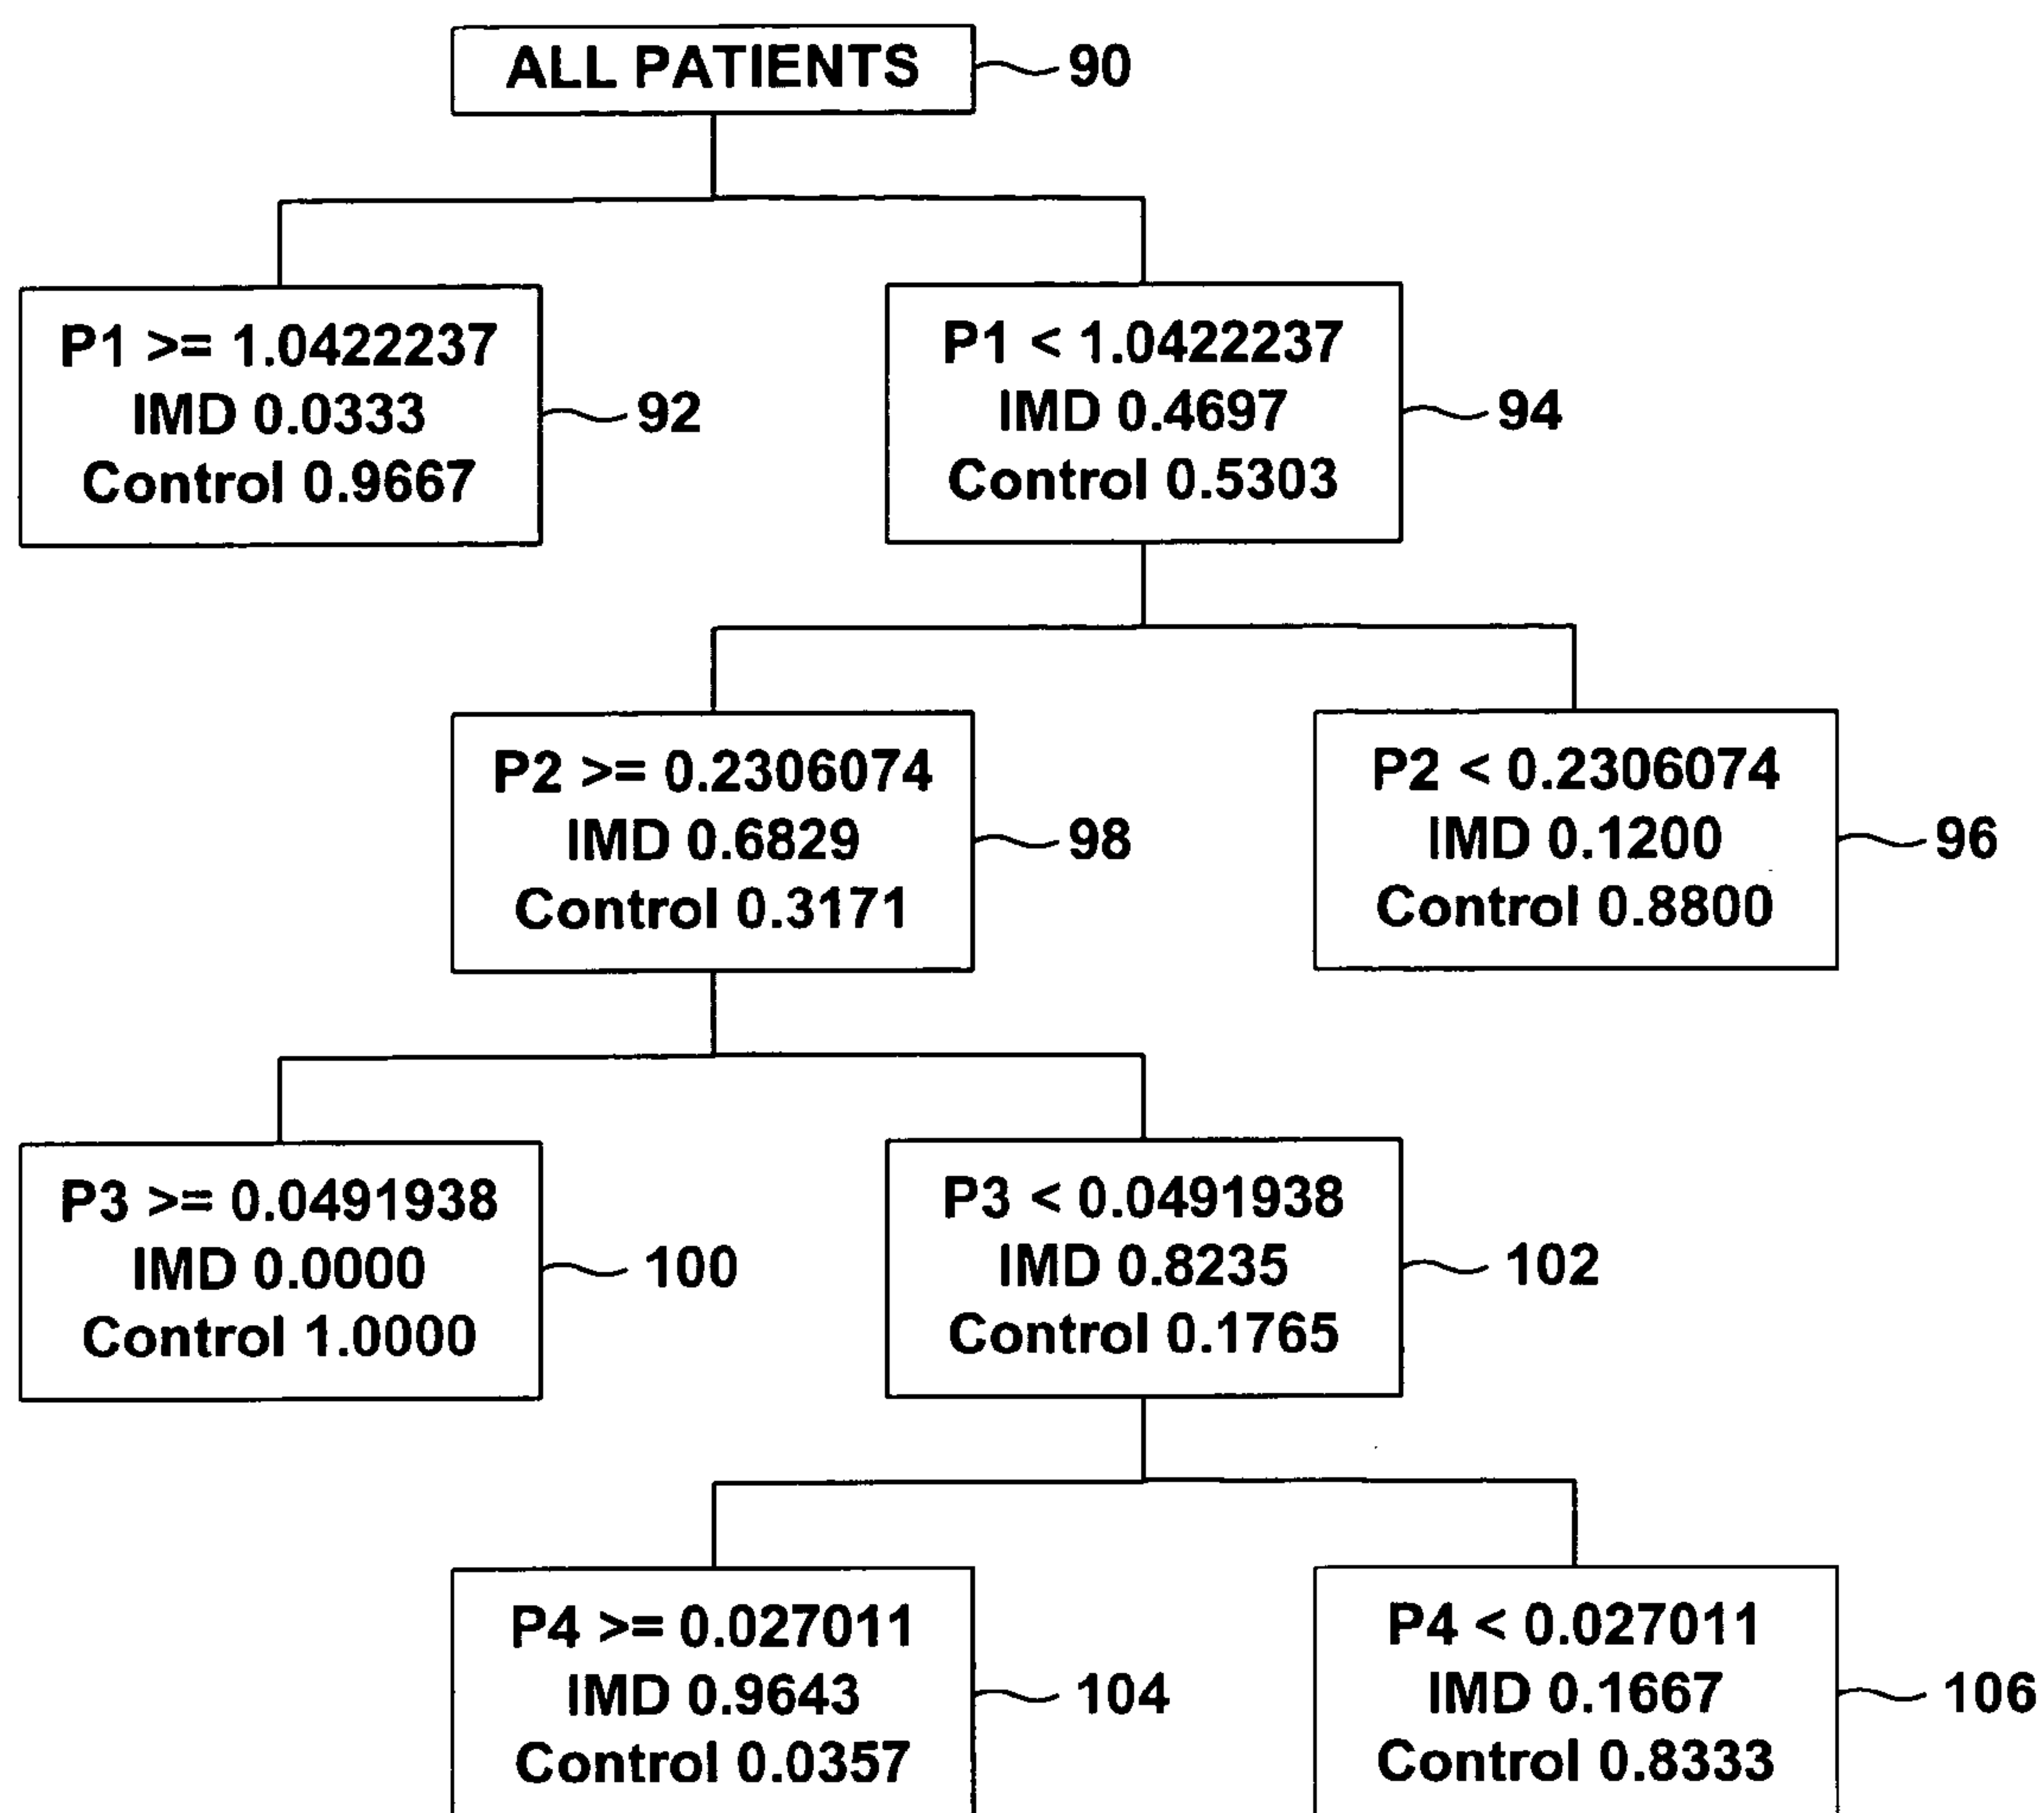 ALL PATIENTS
90
P1 >= 1.0422237
IMD 0.0333
Control 0.9667
92
P1 < 1.0422237
IMD 0.4697
Control 0.5303
94
P2 >= 0.2306074
IMD 0.6829
Control 0.3171
98
P2 < 0.2306074
IMD 0.1200
Control 0.8800
96
P3 >= 0.0491938
IMD 0.0000
Control 1.0000
100
P3 < 0.0491938
IMD 0.8235
Control 0.1765
102
P4 >= 0.027011
IMD 0.9643
Control 0.0357
104
P4 < 0.027011
IMD 0.1667
Control 0.8333
106